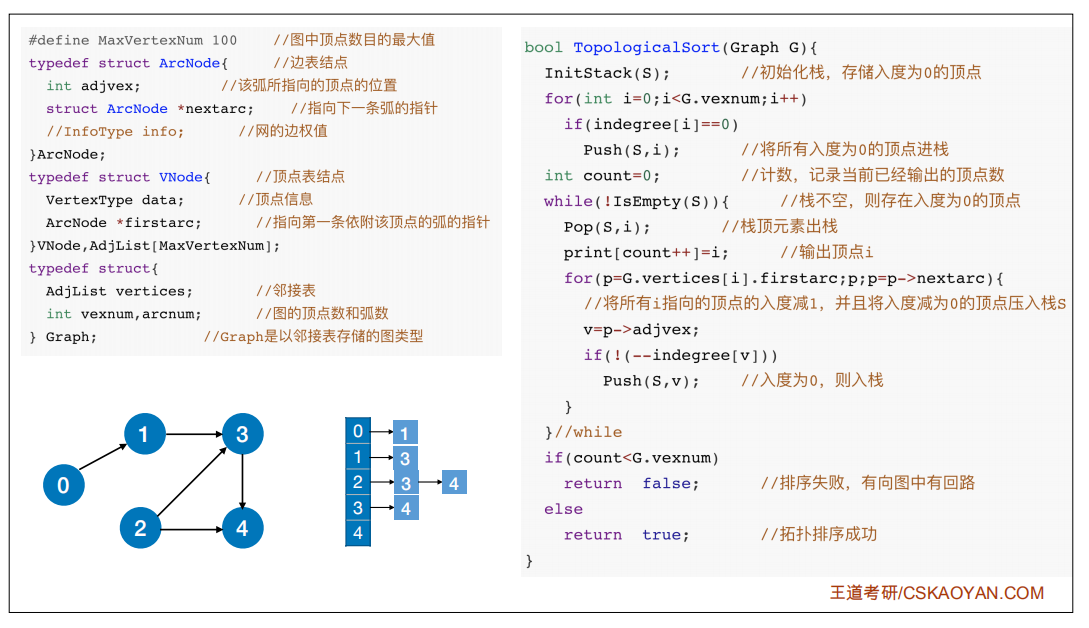 #define MaxVertexNum 100    //图中顶点数目的最大值
typedef struct ArcNode{    //边表结点
int adjvex;    //该弧所指向的顶点的位置
struct ArcNode *nextarc;    //指向下一条弧的指针
//InfoType info;    //网的边权值
}ArcNode;
typedef struct VNode{    //顶点表结点
VertexType data;    //顶点信息
ArcNode *firstarc;    //指向第一条依附该顶点的弧的指针
}VNode,AdjList[MaxVertexNum];
typedef struct{
AdjList vertices;    //邻接表
int vexnum,arcnum;    //图的顶点数和弧数
} Graph;    //Graph是以邻接表存储的图类型
bool TopologicalSort(Graph G){
InitStack(S);    //初始化栈，存储入度为0的顶点
for(int i=0;i<G.vexnum;i++)
if(indegree[i]==0)
Push(S,i);    //将所有入度为0的顶点进栈
int count=0;    //计数，记录当前已经输出的顶点数
while(!IsEmpty(S)){    //栈不空，则存在入度为0的顶点
Pop(S,i);    //栈顶元素出栈
print[count++]=i;    //输出顶点i
for(p=G.vertices[i].firstarc;p;p=p->nextarc){
//将所有i指向的顶点的入度减1，并且将入度减为0的顶点压入栈S
v=p->adjvex;
if(!(--indegree[v]))
Push(S,v);    //入度为0，则入栈
}
}//while
if(count<G.vexnum)
return false;    //排序失败，有向图中有回路
else
return true;    //拓扑排序成功
}
1 3
0
2 4
0 1
1 3
2 3 4
3 4
4
王道考研/CSKAOYAN.COM